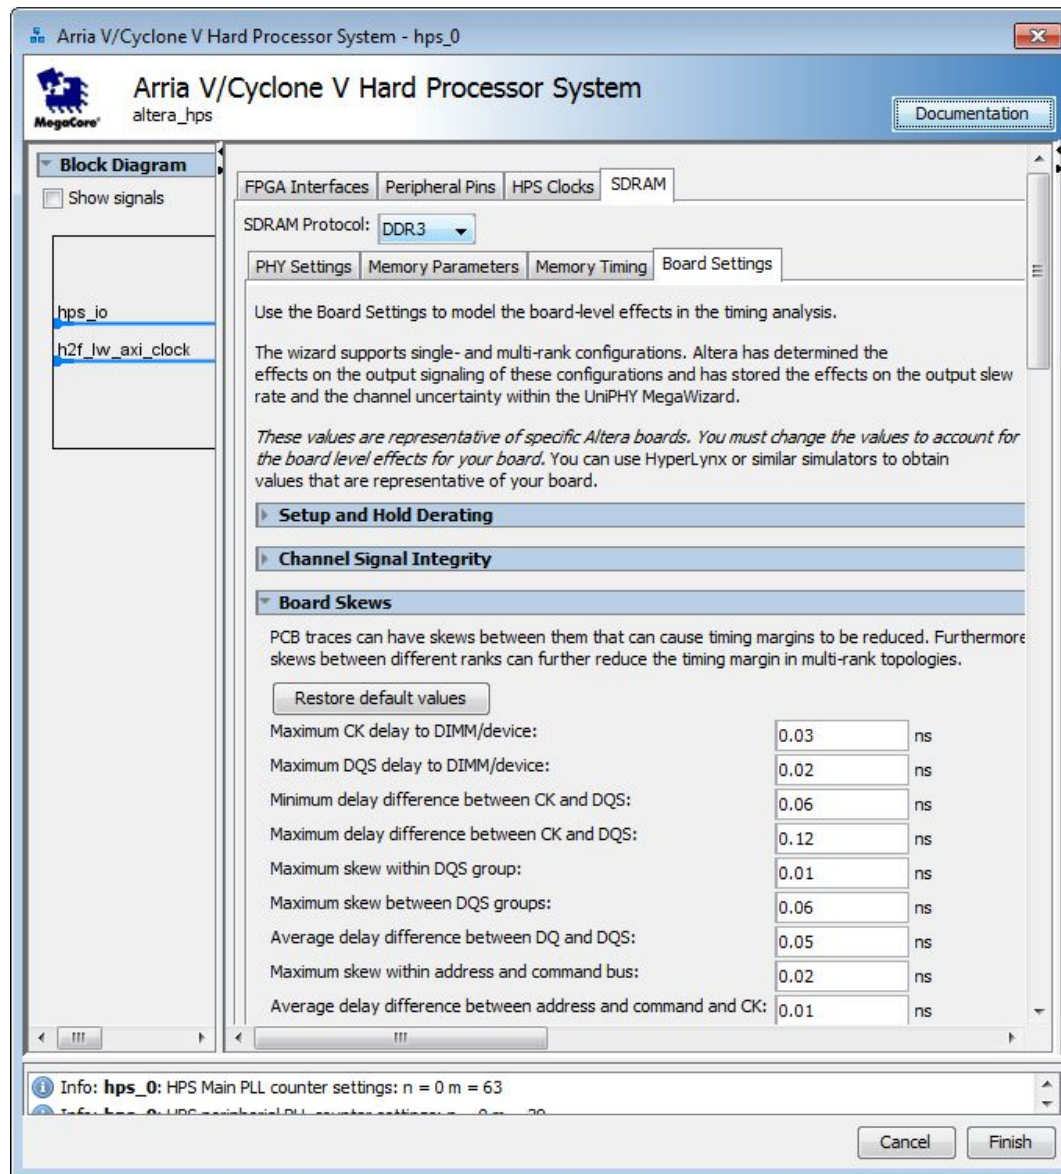 Arria V/Cyclone V Hard Processor System - hps_0
MegaCore®
Arria V/Cyclone V Hard Processor System
altera_hps
Documentation
Block Diagram
Show signals
hps_io
h2f_lw_axi_clock
FPGA Interfaces Peripheral Pins HPS Clocks SDRAM
SDRAM Protocol: DDR3
PHY Settings Memory Parameters Memory Timing Board Settings
Use the Board Settings to model the board-level effects in the timing analysis.
The wizard supports single- and multi-rank configurations. Altera has determined the
effects on the output signaling of these configurations and has stored the effects on the output slew
rate and the channel uncertainty within the UniPHY MegaWizard.
These values are representative of specific Altera boards. You must change the values to account for
the board level effects for your board. You can use HyperLynx or similar simulators to obtain
values that are representative of your board.
Setup and Hold Derating
Channel Signal Integrity
Board Skews
PCB traces can have skews between them that can cause timing margins to be reduced. Furthermore
skews between different ranks can further reduce the timing margin in multi-rank topologies.
Restore default values
Maximum CK delay to DIMM/device: 0.03 ns
Maximum DQS delay to DIMM/device: 0.02 ns
Minimum delay difference between CK and DQS: 0.06 ns
Maximum delay difference between CK and DQS: 0.12 ns
Maximum skew within DQS group: 0.01 ns
Maximum skew between DQS groups: 0.06 ns
Average delay difference between DQ and DQS: 0.05 ns
Maximum skew within address and command bus: 0.02 ns
Average delay difference between address and command and CK: 0.01 ns
Info: hps_0: HPS Main PLL counter settings: n = 0 m = 63
Cancel Finish